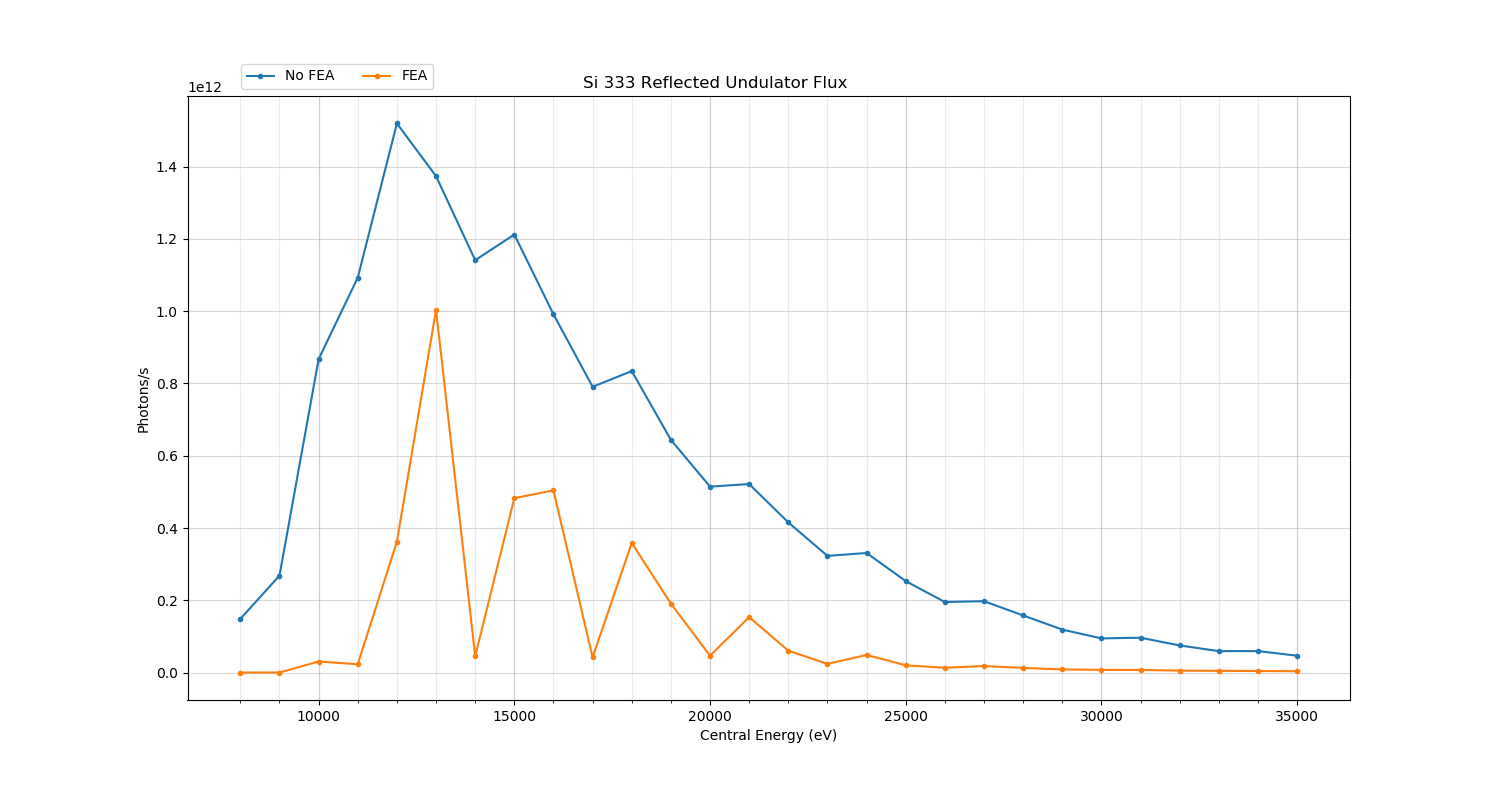 No FEA FEA
Si 333 Reflected Undulator Flux
1e12
1.4
1.2
1.0
0.8
0.6
0.4
0.2
0.0
Photons/s
10000 15000 20000 25000 30000 35000
Central Energy (eV)